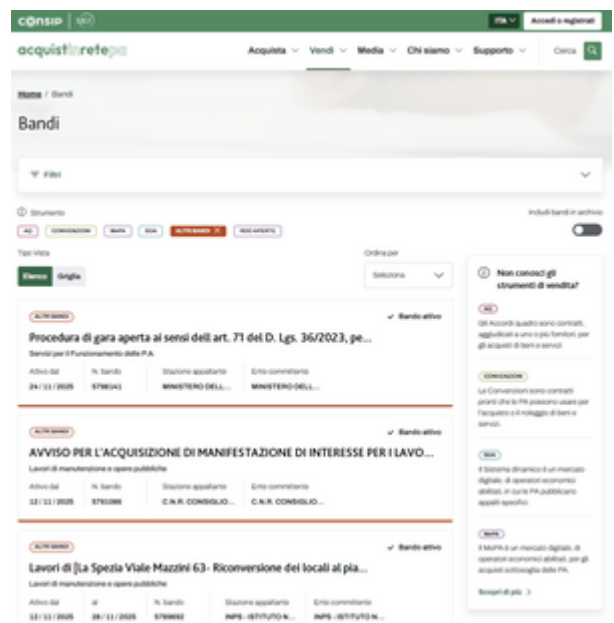 consip
ITA
Accedi o registrati
acquistinretepa
Acquista
Vendi
Media
Chi siamo
Supporto
Cerca
Home / Bandi
Bandi
Filtri
Strumento
Includi bandi in archivio
AQ
CONVENZIONI
MePA
SDA
ALTRI BANDI X
RDO APERTE
Tipo Vista
Ordina per
Elenco
Griglia
Seleziona
ALTRI BANDI
Bando attivo
Procedura di gara aperta ai sensi dell art. 71 del D. Lgs. 36/2023, pe...
Servizi per il Funzionamento delle P.A.
Attivo dal
N. bando
Stazione appaltante
Ente committente
24/11/2025
MINISTERO DELL...
MINISTERO DELL...
ALTRI BANDI
Bando attivo
AVVISO PER L'ACQUISIZIONE DI MANIFESTAZIONE DI INTERESSE PER I LAVO...
Lavori di manutenzione e opere pubbliche
Attivo dal
N. bando
Stazione appaltante
Ente committente
12/11/2025
C.N.R. CONSIGLIO...
C.N.R. CONSIGLIO...
ALTRI BANDI
Bando attivo
Lavori di [La Spezia Viale Mazzini 63- Riconversione dei locali al pia...
Lavori di manutenzione e opere pubbliche
Attivo dal
al
N. bando
Stazione appaltante
Ente committente
12/11/2025
28/11/2025
INPS - ISTITUTO N...
INPS - ISTITUTO N...
Non conosci gli
strumenti di vendita?
AQ
Gli Accordi quadro sono contratti,
aggiudicati a uno o più fornitori, per
gli acquisti di beni e servizi
CONVENZIONI
Le Convenzioni sono contratti
pronti che le PA possono usare per
l'acquisto o il noleggio di beni e
servizi.
SDA
Il Sistema dinamico è un mercato
digitale, di operatori economici
abilitati, in cui le PA pubblicano
appalti specifici.
MePA
Il MePA è un mercato digitale, di
operatori economici abilitati, per gli
acquisti sottosoglia delle PA.
Scopri di più >